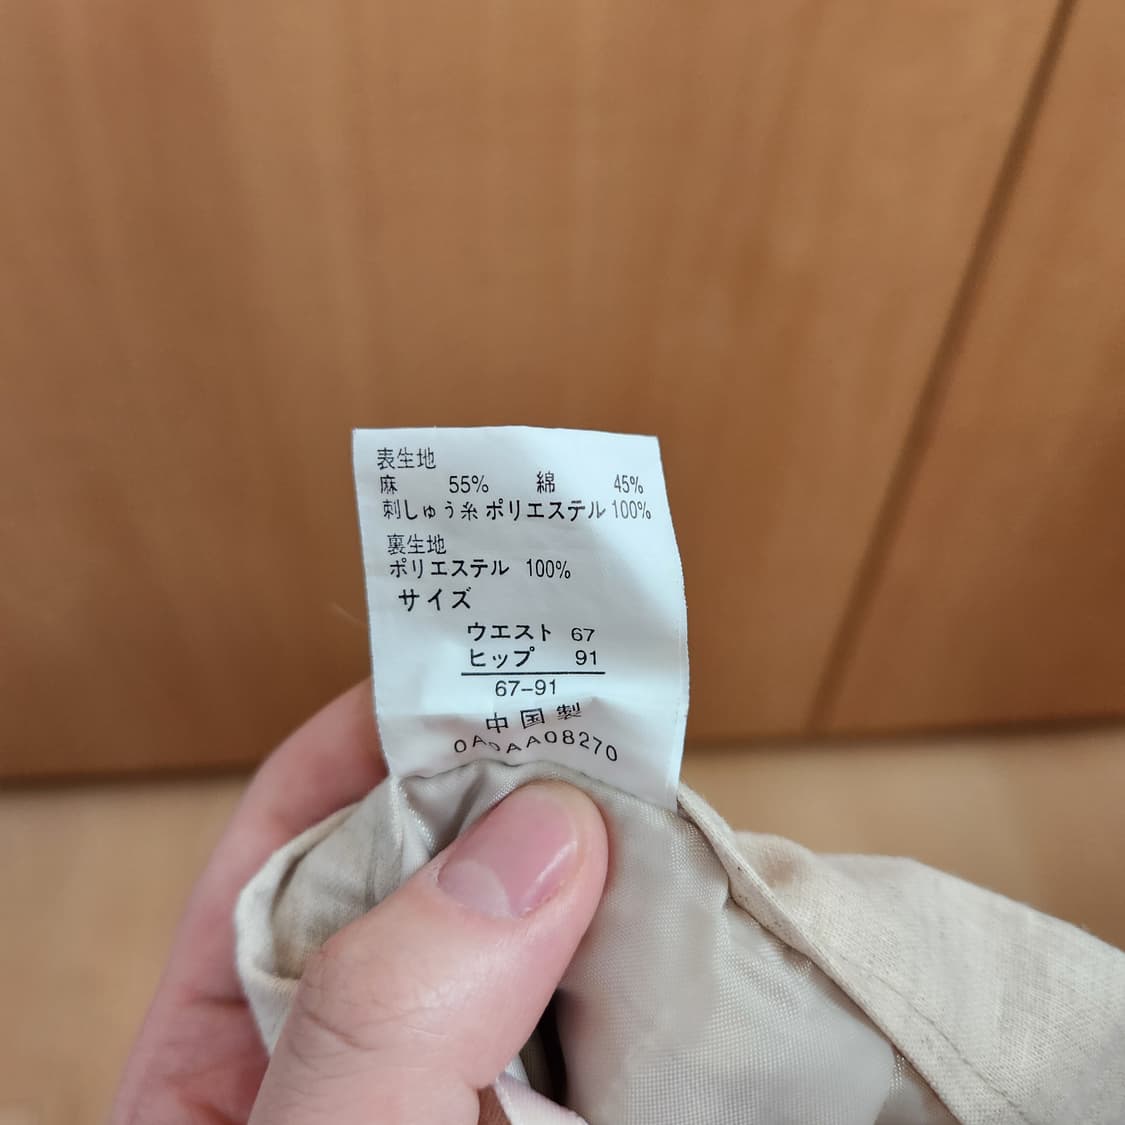 表生地
麻 55% 綿 45%
刺しゅう糸 ポリエステル 100%
裏生地
ポリエステル 100%
サイズ
ウエスト 67
ヒップ 91
67-91
中国製